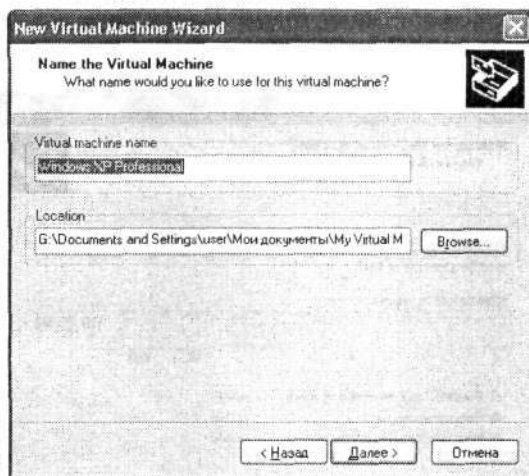 New Virtual Machine Wizard
Name the Virtual Machine
What name would you like to use for this virtual machine?
Virtual machine name
Windows XP Professional
Location
G:\Documents and Settings\user\Мои документы\My Virtual M
Browse...
< Назад
Далее >
Отмена